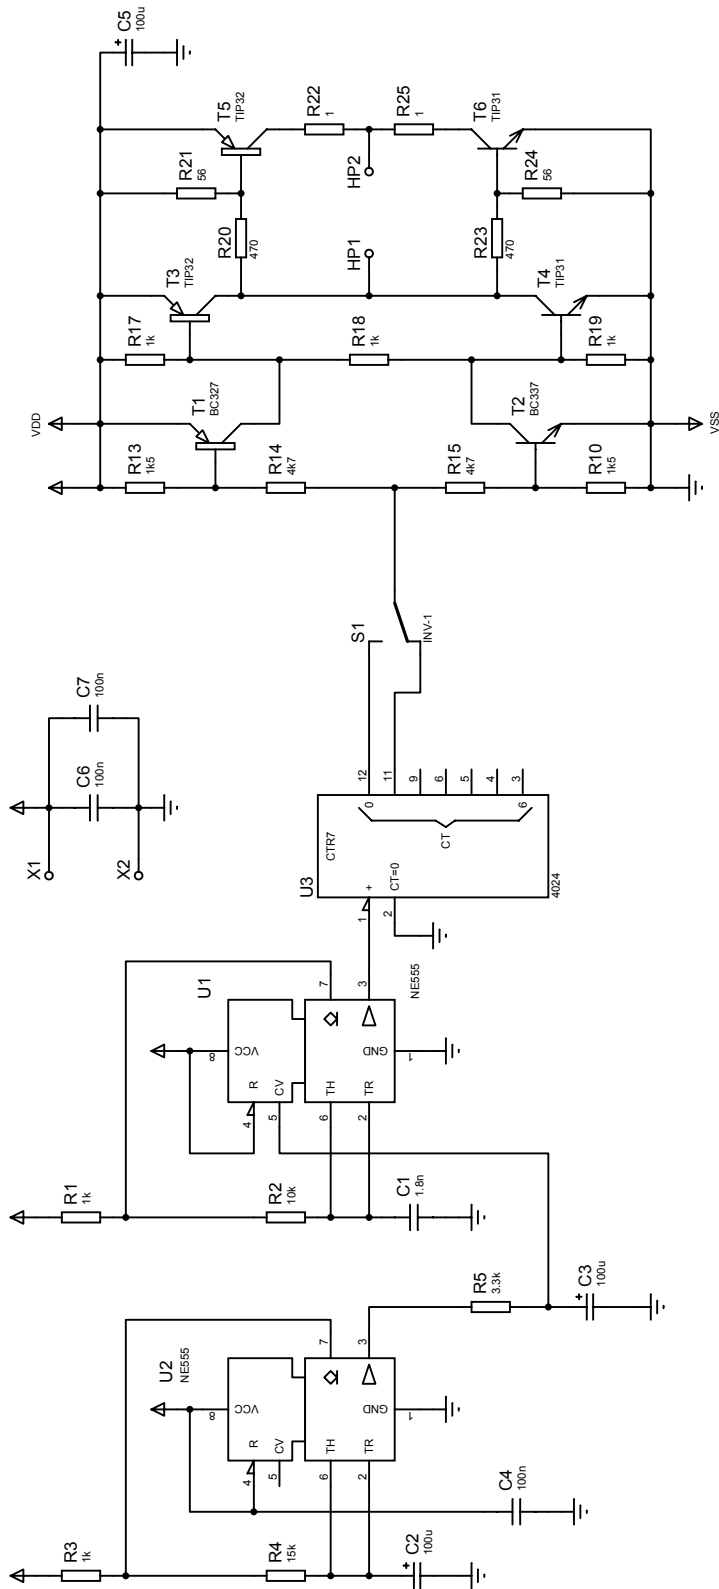 R3
1k
R4
15k
C2
+
100u
C4
100n
U2
NE555
VCC
8
R
4
CV
5
TH
6
TR
2
GND
1
7
3
R5
3.3k
C3
+
100u
R1
1k
R2
10k
C1
1.8n
U1
NE555
VCC
8
R
4
CV
5
TH
6
TR
2
GND
1
7
3
X1
X2
C6
100n
C7
100n
U3
4024
CTR7
+
1
CT=0
2
CT
0
6
12
11
9
6
5
4
3
S1
INV-1
VDD
VSS
R13
1k5
R14
4k7
R15
4k7
R10
1k5
T1
BC327
T2
BC337
R17
1k
R18
1k
R19
1k
T3
TIP32
T4
TIP31
HP1
HP2
R20
470
R21
56
R23
470
R24
56
T5
TIP32
T6
TIP31
R22
1
R25
1
C5
+
100u